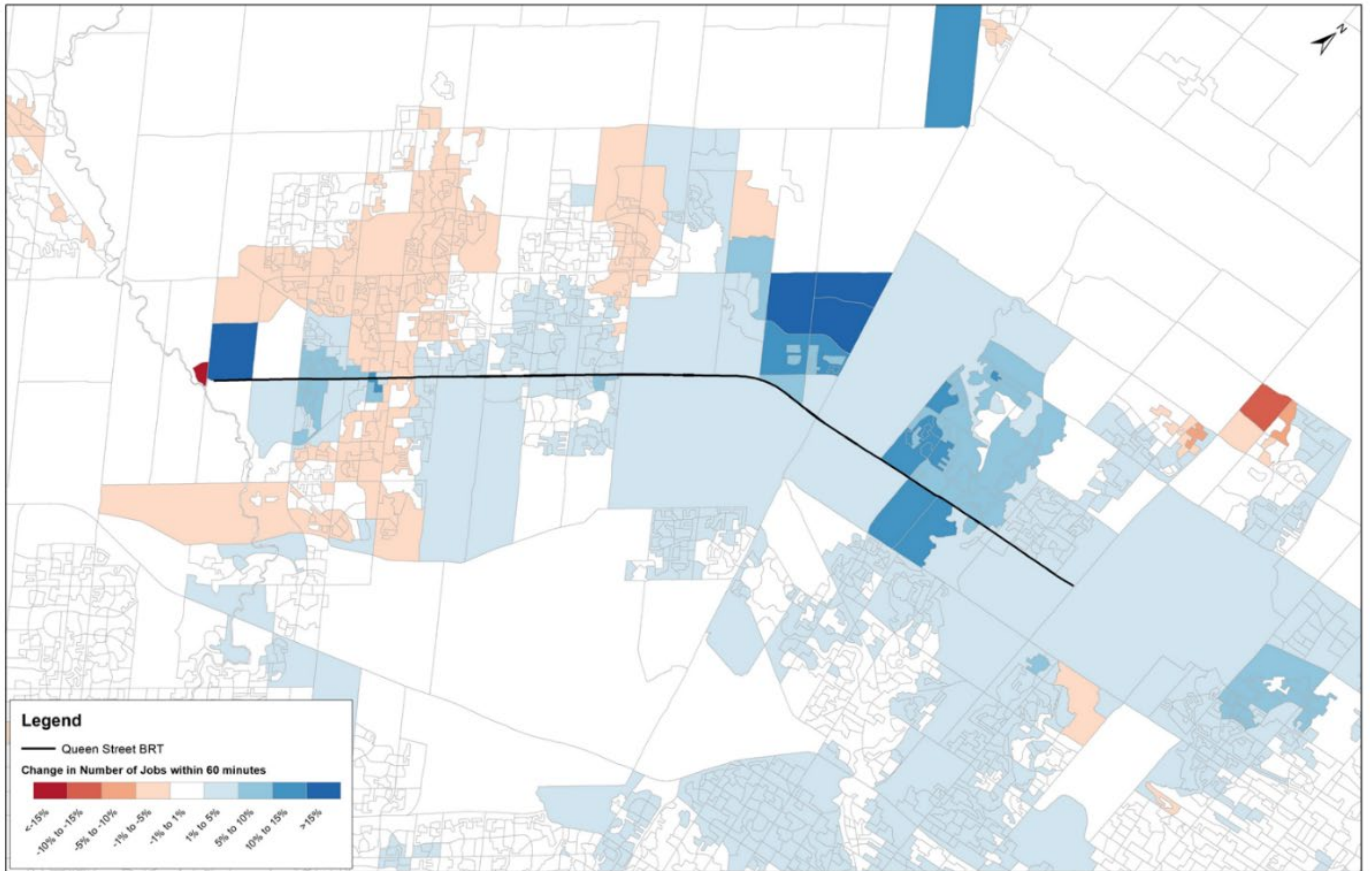 N
Legend
Queen Street BRT
Change in Number of Jobs within 60 minutes
<-15%
-10% to -15%
-5% to -10%
-1% to -5%
-1% to 1%
1% to 5%
5% to 10%
10% to 15%
>15%